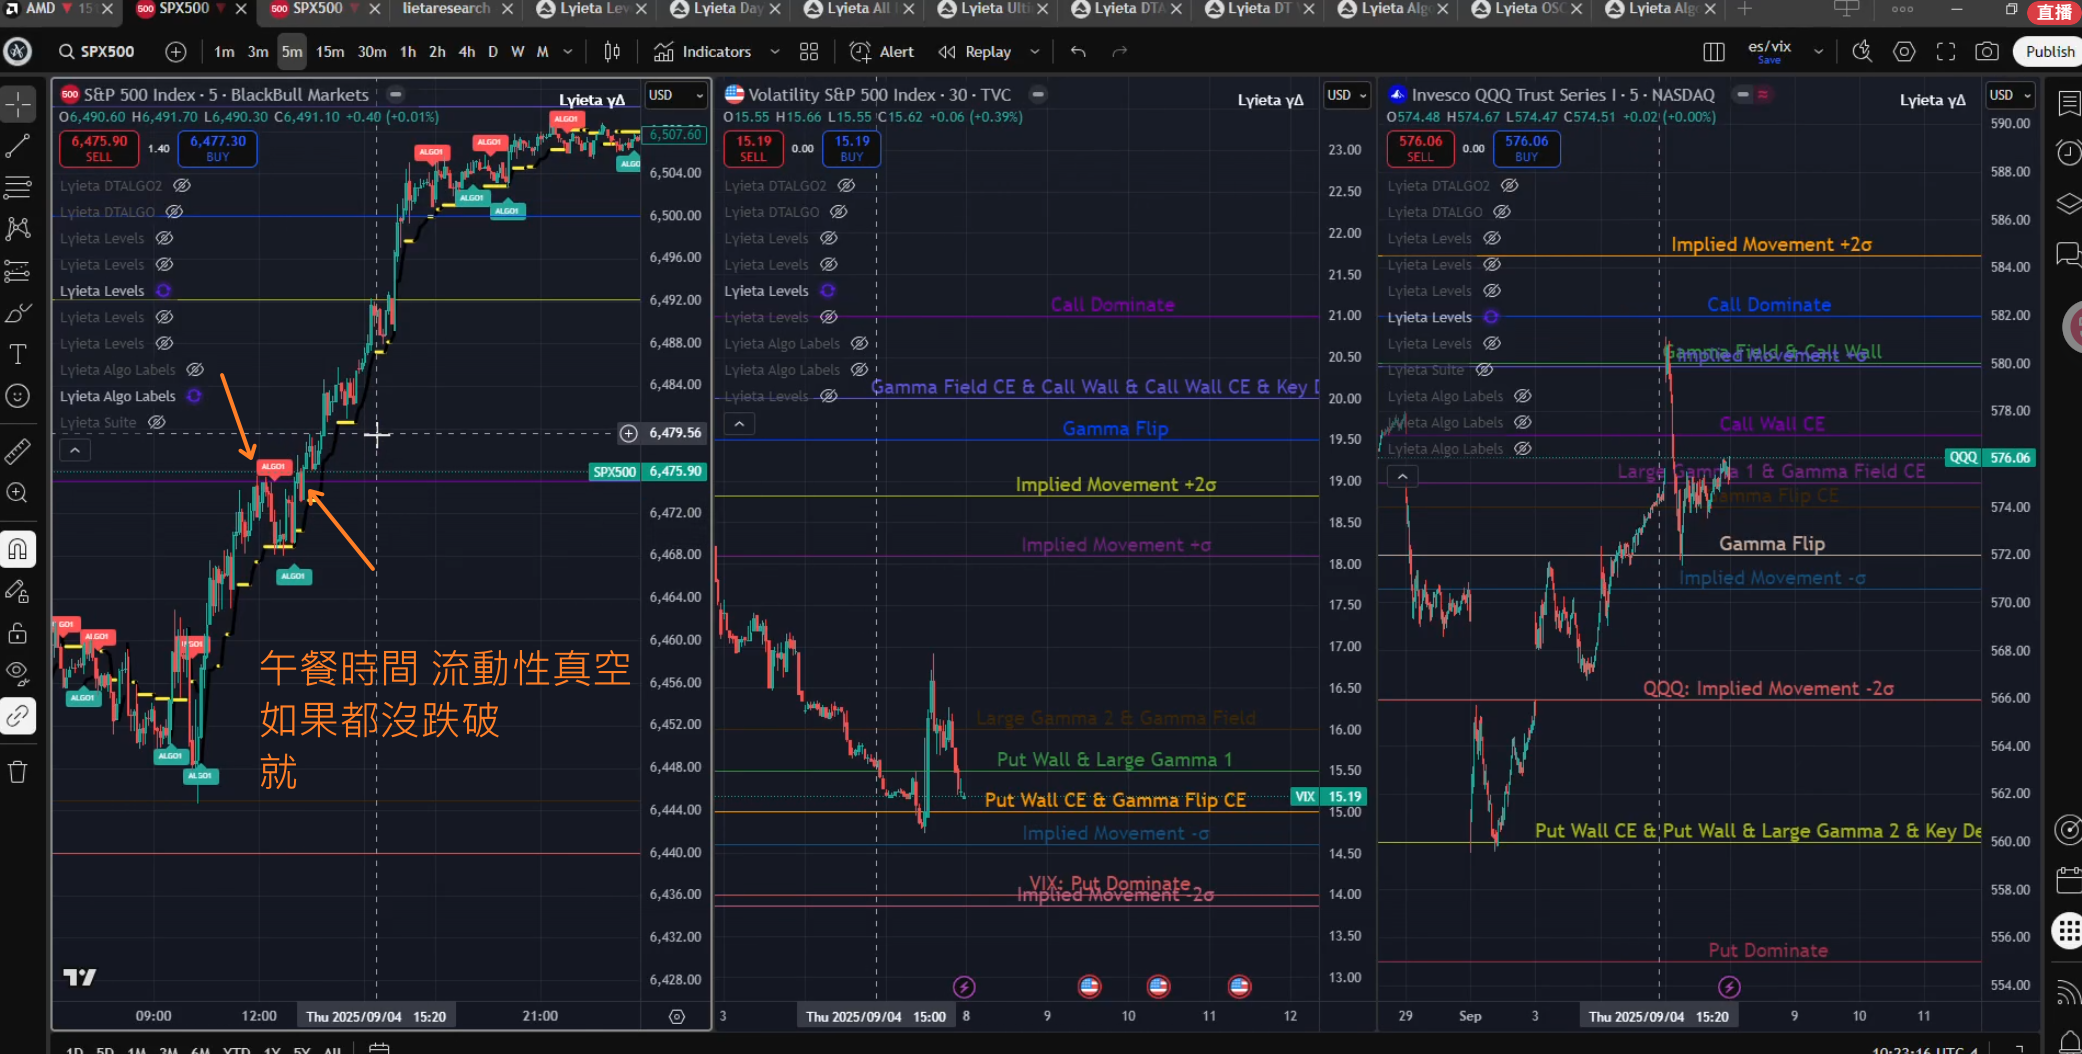 AMD 15
SPX500
SPX500
lietaresearch
Lyieta Lev
Lyieta Day
Lyieta All
Lyieta Ulti
Lyieta DTA
Lyieta DT
Lyieta Alg
Lyieta OSC
Lyieta Alg
直播
SPX500
1m 3m 5m 15m 30m 1h 2h 4h D W M
Indicators
Alert
Replay
es/vix
Save
Publish
S&P 500 Index · 5 · BlackBull Markets
Lyieta γΔ
USD
O6,490.60 H6,491.70 L6,490.30 C6,491.10 +0.40 (+0.01%)
6,475.90
SELL
1.40
6,477.30
BUY
Lyieta DTALGO2
Lyieta DTALGO
Lyieta Levels
Lyieta Levels
Lyieta Levels
Lyieta Levels
Lyieta Levels
Lyieta Algo Labels
Lyieta Algo Labels
Lyieta Suite
ALGO1
ALGO1
ALGO1
ALGO1
ALGO1
ALGO1
ALGO1
ALGO1
ALGO1
ALGO1
ALGO1
午餐時間 流動性真空
如果都沒跌破
就
6,507.60
6,504.00
6,500.00
6,496.00
6,492.00
6,488.00
6,484.00
6,479.56
SPX500 6,475.90
6,472.00
6,468.00
6,464.00
6,460.00
6,456.00
6,452.00
6,448.00
6,444.00
6,440.00
6,436.00
6,432.00
6,428.00
09:00
12:00
Thu 2025/09/04 15:20
21:00
Volatility S&P 500 Index · 30 · TVC
Lyieta γΔ
USD
O15.55 H15.66 L15.55 C15.62 +0.06 (+0.39%)
15.19
SELL
0.00
15.19
BUY
Lyieta DTALGO2
Lyieta DTALGO
Lyieta Levels
Lyieta Levels
Lyieta Levels
Lyieta Levels
Lyieta Algo Labels
Lyieta Algo Labels
Lyieta Levels
Call Dominate
Gamma Field CE & Call Wall & Call Wall CE & Key D
Gamma Flip
Implied Movement +2σ
Implied Movement +σ
Large Gamma 2 & Gamma Field
Put Wall & Large Gamma 1
Put Wall CE & Gamma Flip CE
Implied Movement -σ
VIX: Put Dominate
Implied Movement -2σ
23.00
22.50
22.00
21.50
21.00
20.50
20.00
19.50
19.00
18.50
18.00
17.50
17.00
16.50
16.00
15.50
VIX 15.19
15.00
14.50
14.00
13.50
13.00
3
Thu 2025/09/04 15:00
8
9
10
11
12
Invesco QQQ Trust Series I · 5 · NASDAQ
Lyieta γΔ
USD
O574.48 H574.67 L574.47 C574.51 +0.02 (+0.00%)
576.06
SELL
0.00
576.06
BUY
Lyieta DTALGO2
Lyieta DTALGO
Lyieta Levels
Lyieta Levels
Lyieta Levels
Lyieta Levels
Lyieta Levels
Lyieta Suite
Lyieta Algo Labels
Lyieta Algo Labels
Lyieta Algo Labels
Implied Movement +2σ
Call Dominate
Gamma Field & Call Wall
Implied Movement +σ
Call Wall CE
Large Gamma 1 & Gamma Field CE
Gamma Flip CE
Gamma Flip
Implied Movement -σ
QQQ: Implied Movement -2σ
Put Wall CE & Put Wall & Large Gamma 2 & Key De
Put Dominate
590.00
588.00
586.00
584.00
582.00
580.00
578.00
QQQ 576.06
574.00
572.00
570.00
568.00
566.00
564.00
562.00
560.00
558.00
556.00
554.00
29
Sep
3
Thu 2025/09/04 15:20
9
10
11
1D 5D 1M 3M 6M YTD 1Y 5Y All
10:23:16 UTC-4